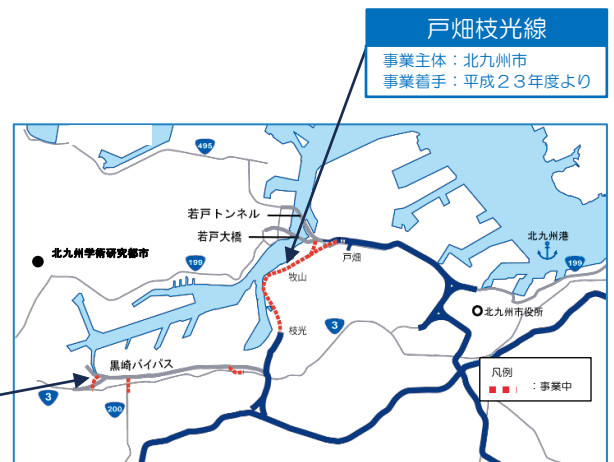 戸畑枝光線
事業主体：北九州市
事業着手：平成２３年度より
495
若戸トンネル
若戸大橋
北九州港
北九州学術研究都市
戸畑
199
199
牧山
北九州市役所
枝光
3
黒崎バイパス
凡例
：事業中
3
200